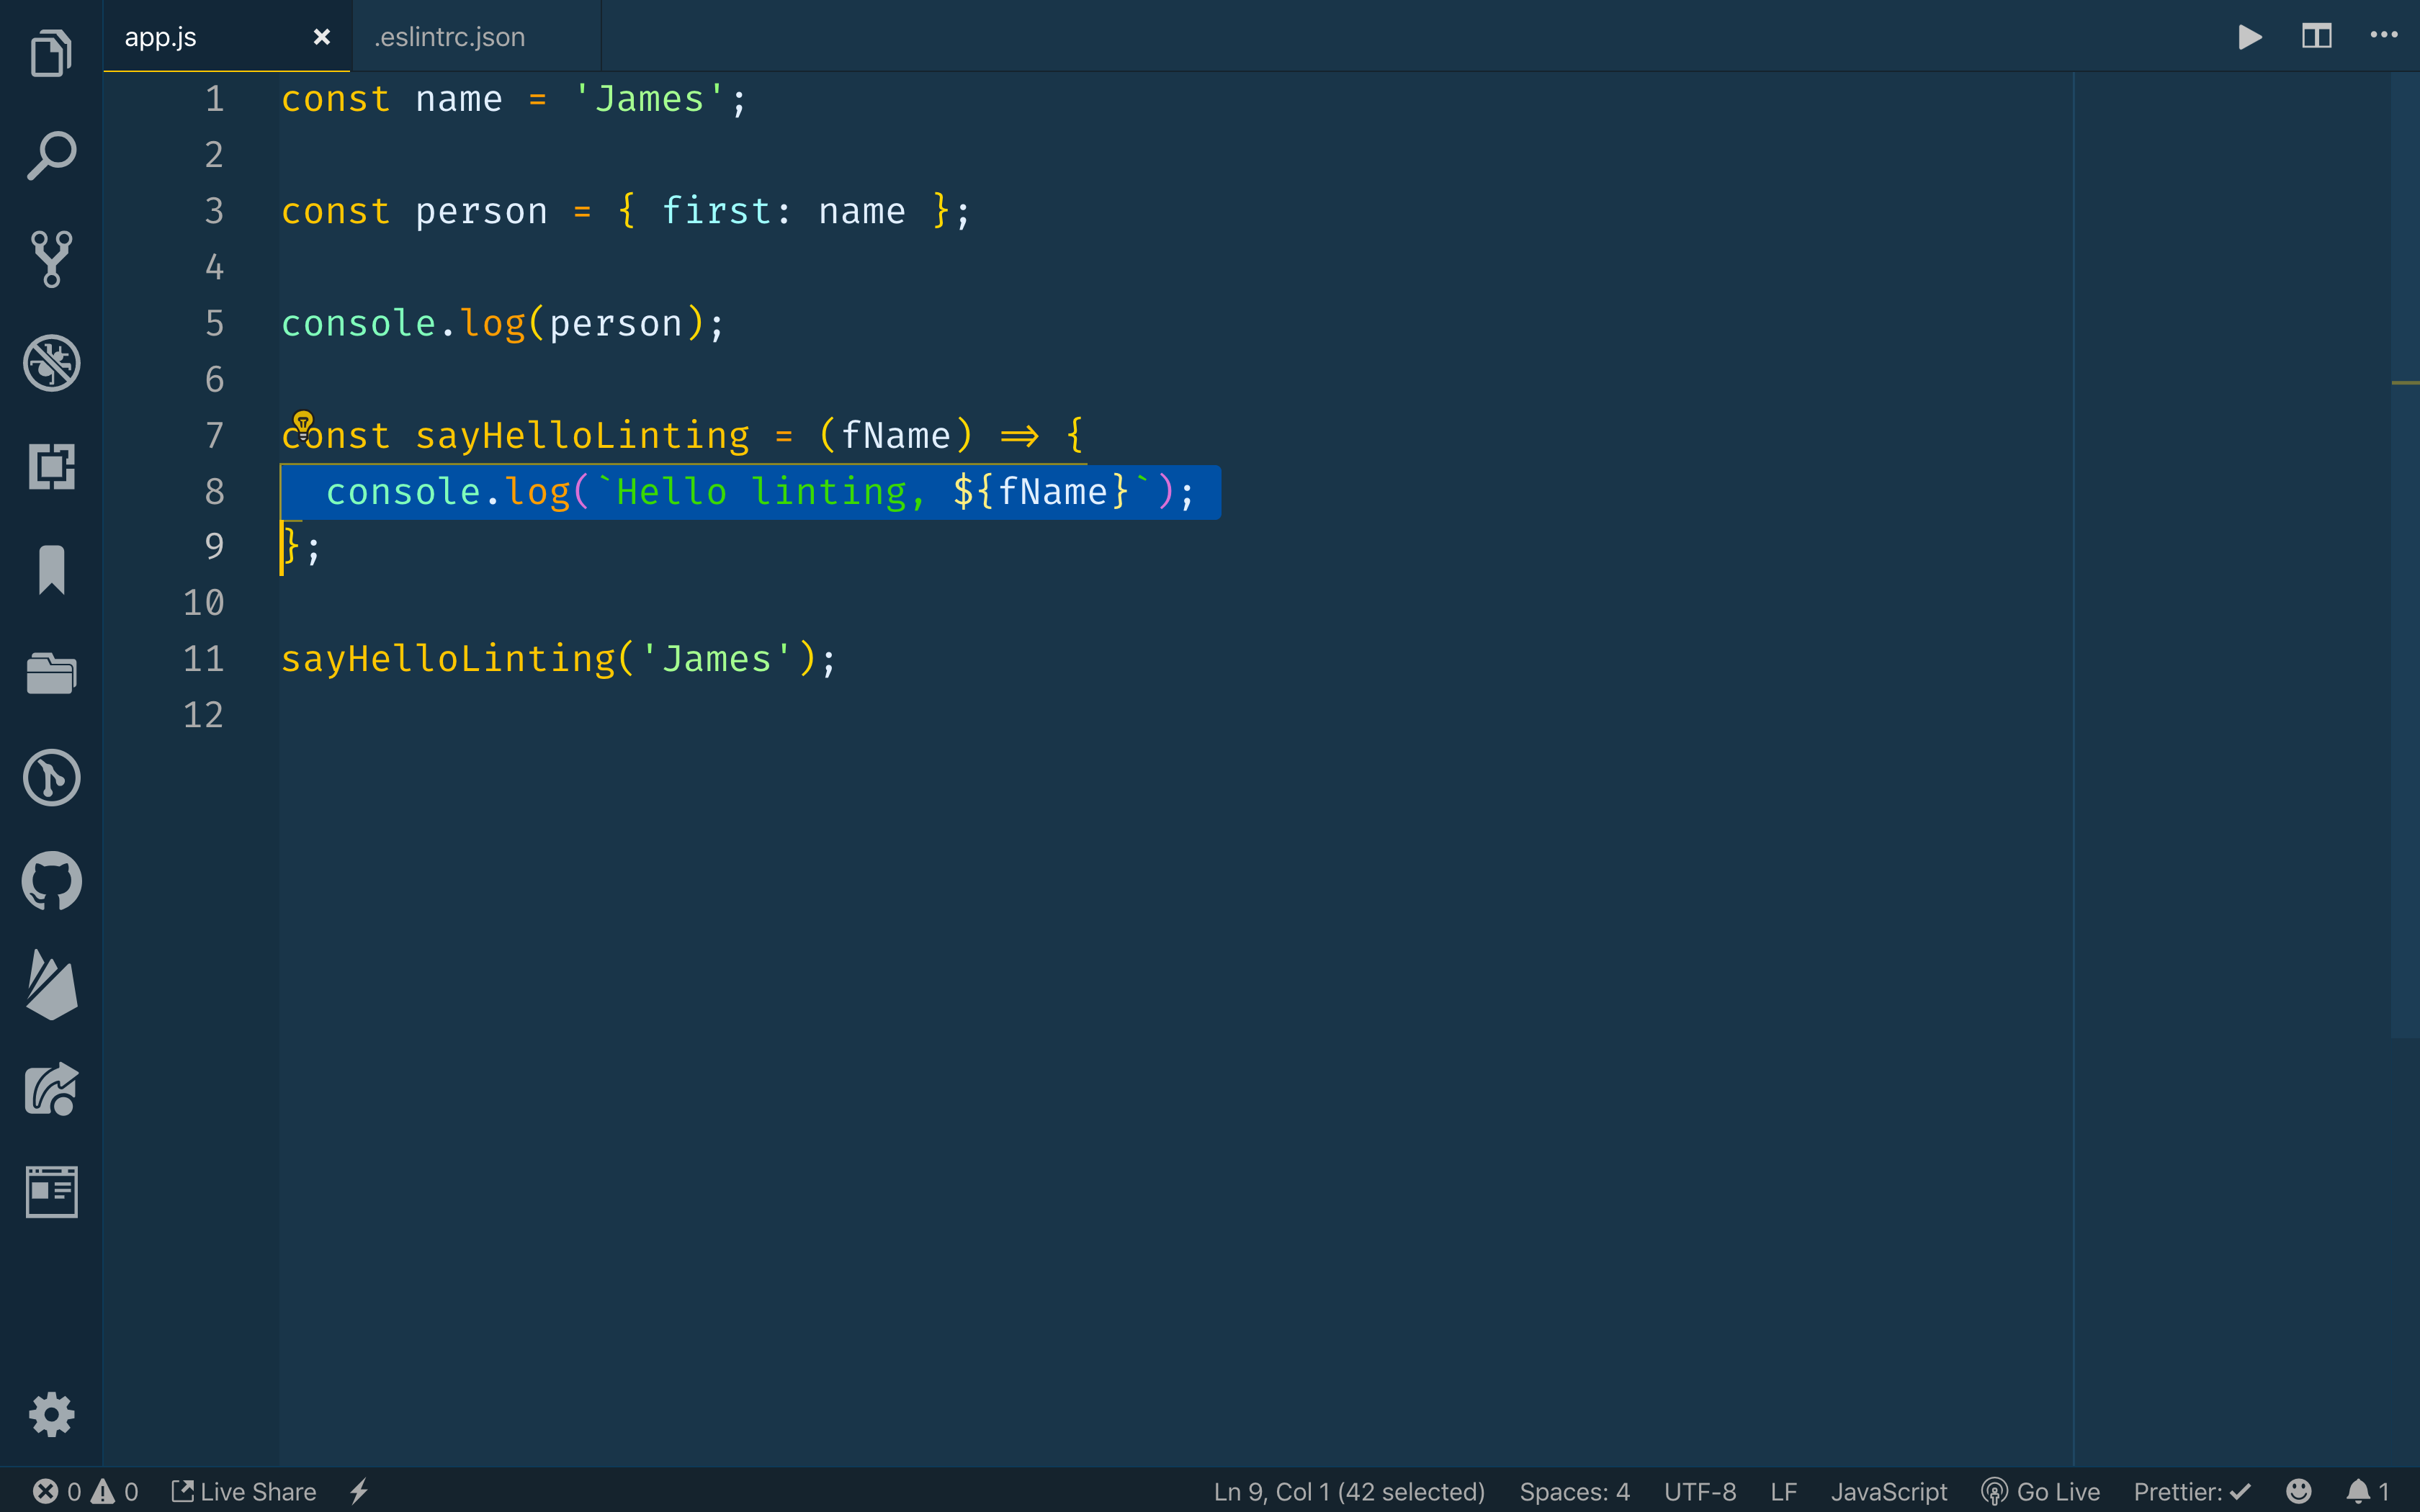 app.js × .eslintrc.json
1 const name = 'James';
2
3 const person = { first: name };
4
5 console.log(person);
6
7 const sayHelloLinting = (fName) => {
8 console.log(`Hello linting, ${fName}`);
9 };
10
11 sayHelloLinting('James');
12
0 0 Live Share Ln 9, Col 1 (42 selected) Spaces: 4 UTF-8 LF JavaScript Go Live Prettier: ✓ 1